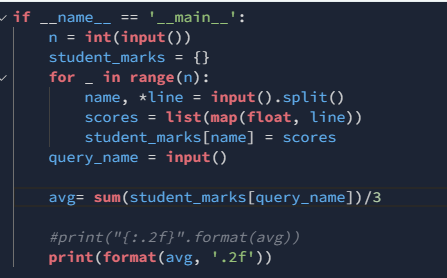 if __name__ == '__main__':
    n = int(input())
    student_marks = {}
    for _ in range(n):
        name, *line = input().split()
        scores = list(map(float, line))
        student_marks[name] = scores
    query_name = input()

    avg= sum(student_marks[query_name])/3

    #print("{:.2f}".format(avg))
    print(format(avg, '.2f'))